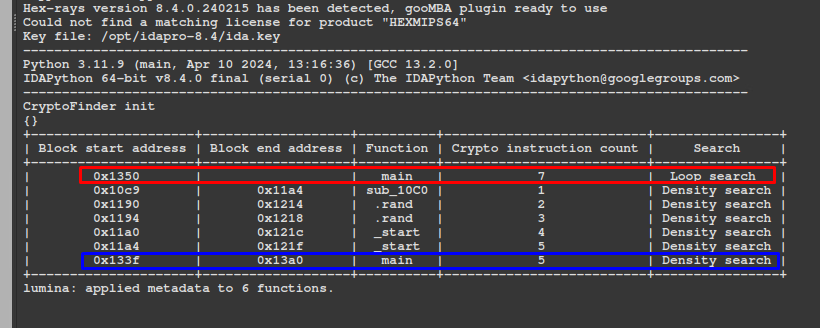 Hex-rays version 8.4.0.240215 has been detected, gooMBA plugin ready to use
Could not find a matching license for product "HEXMIPS64"
Key file: /opt/idapro-8.4/ida.key
Python 3.11.9 (main, Apr 10 2024, 13:16:36) [GCC 13.2.0]
IDAPython 64-bit v8.4.0 final (serial 0) (c) The IDAPython Team <idapython@googlegroups.com>
CryptoFinder init
{}
| Block start address | Block end address | Function | Crypto instruction count | Search |
| 0x1350 | | main | 7 | Loop search |
| 0x10c9 | 0x11a4 | sub_10C0 | 1 | Density search |
| 0x1190 | 0x1214 | .rand | 2 | Density search |
| 0x1194 | 0x1218 | .rand | 3 | Density search |
| 0x11a0 | 0x121c | _start | 4 | Density search |
| 0x11a4 | 0x121f | _start | 5 | Density search |
| 0x133f | 0x13a0 | main | 5 | Density search |
lumina: applied metadata to 6 functions.